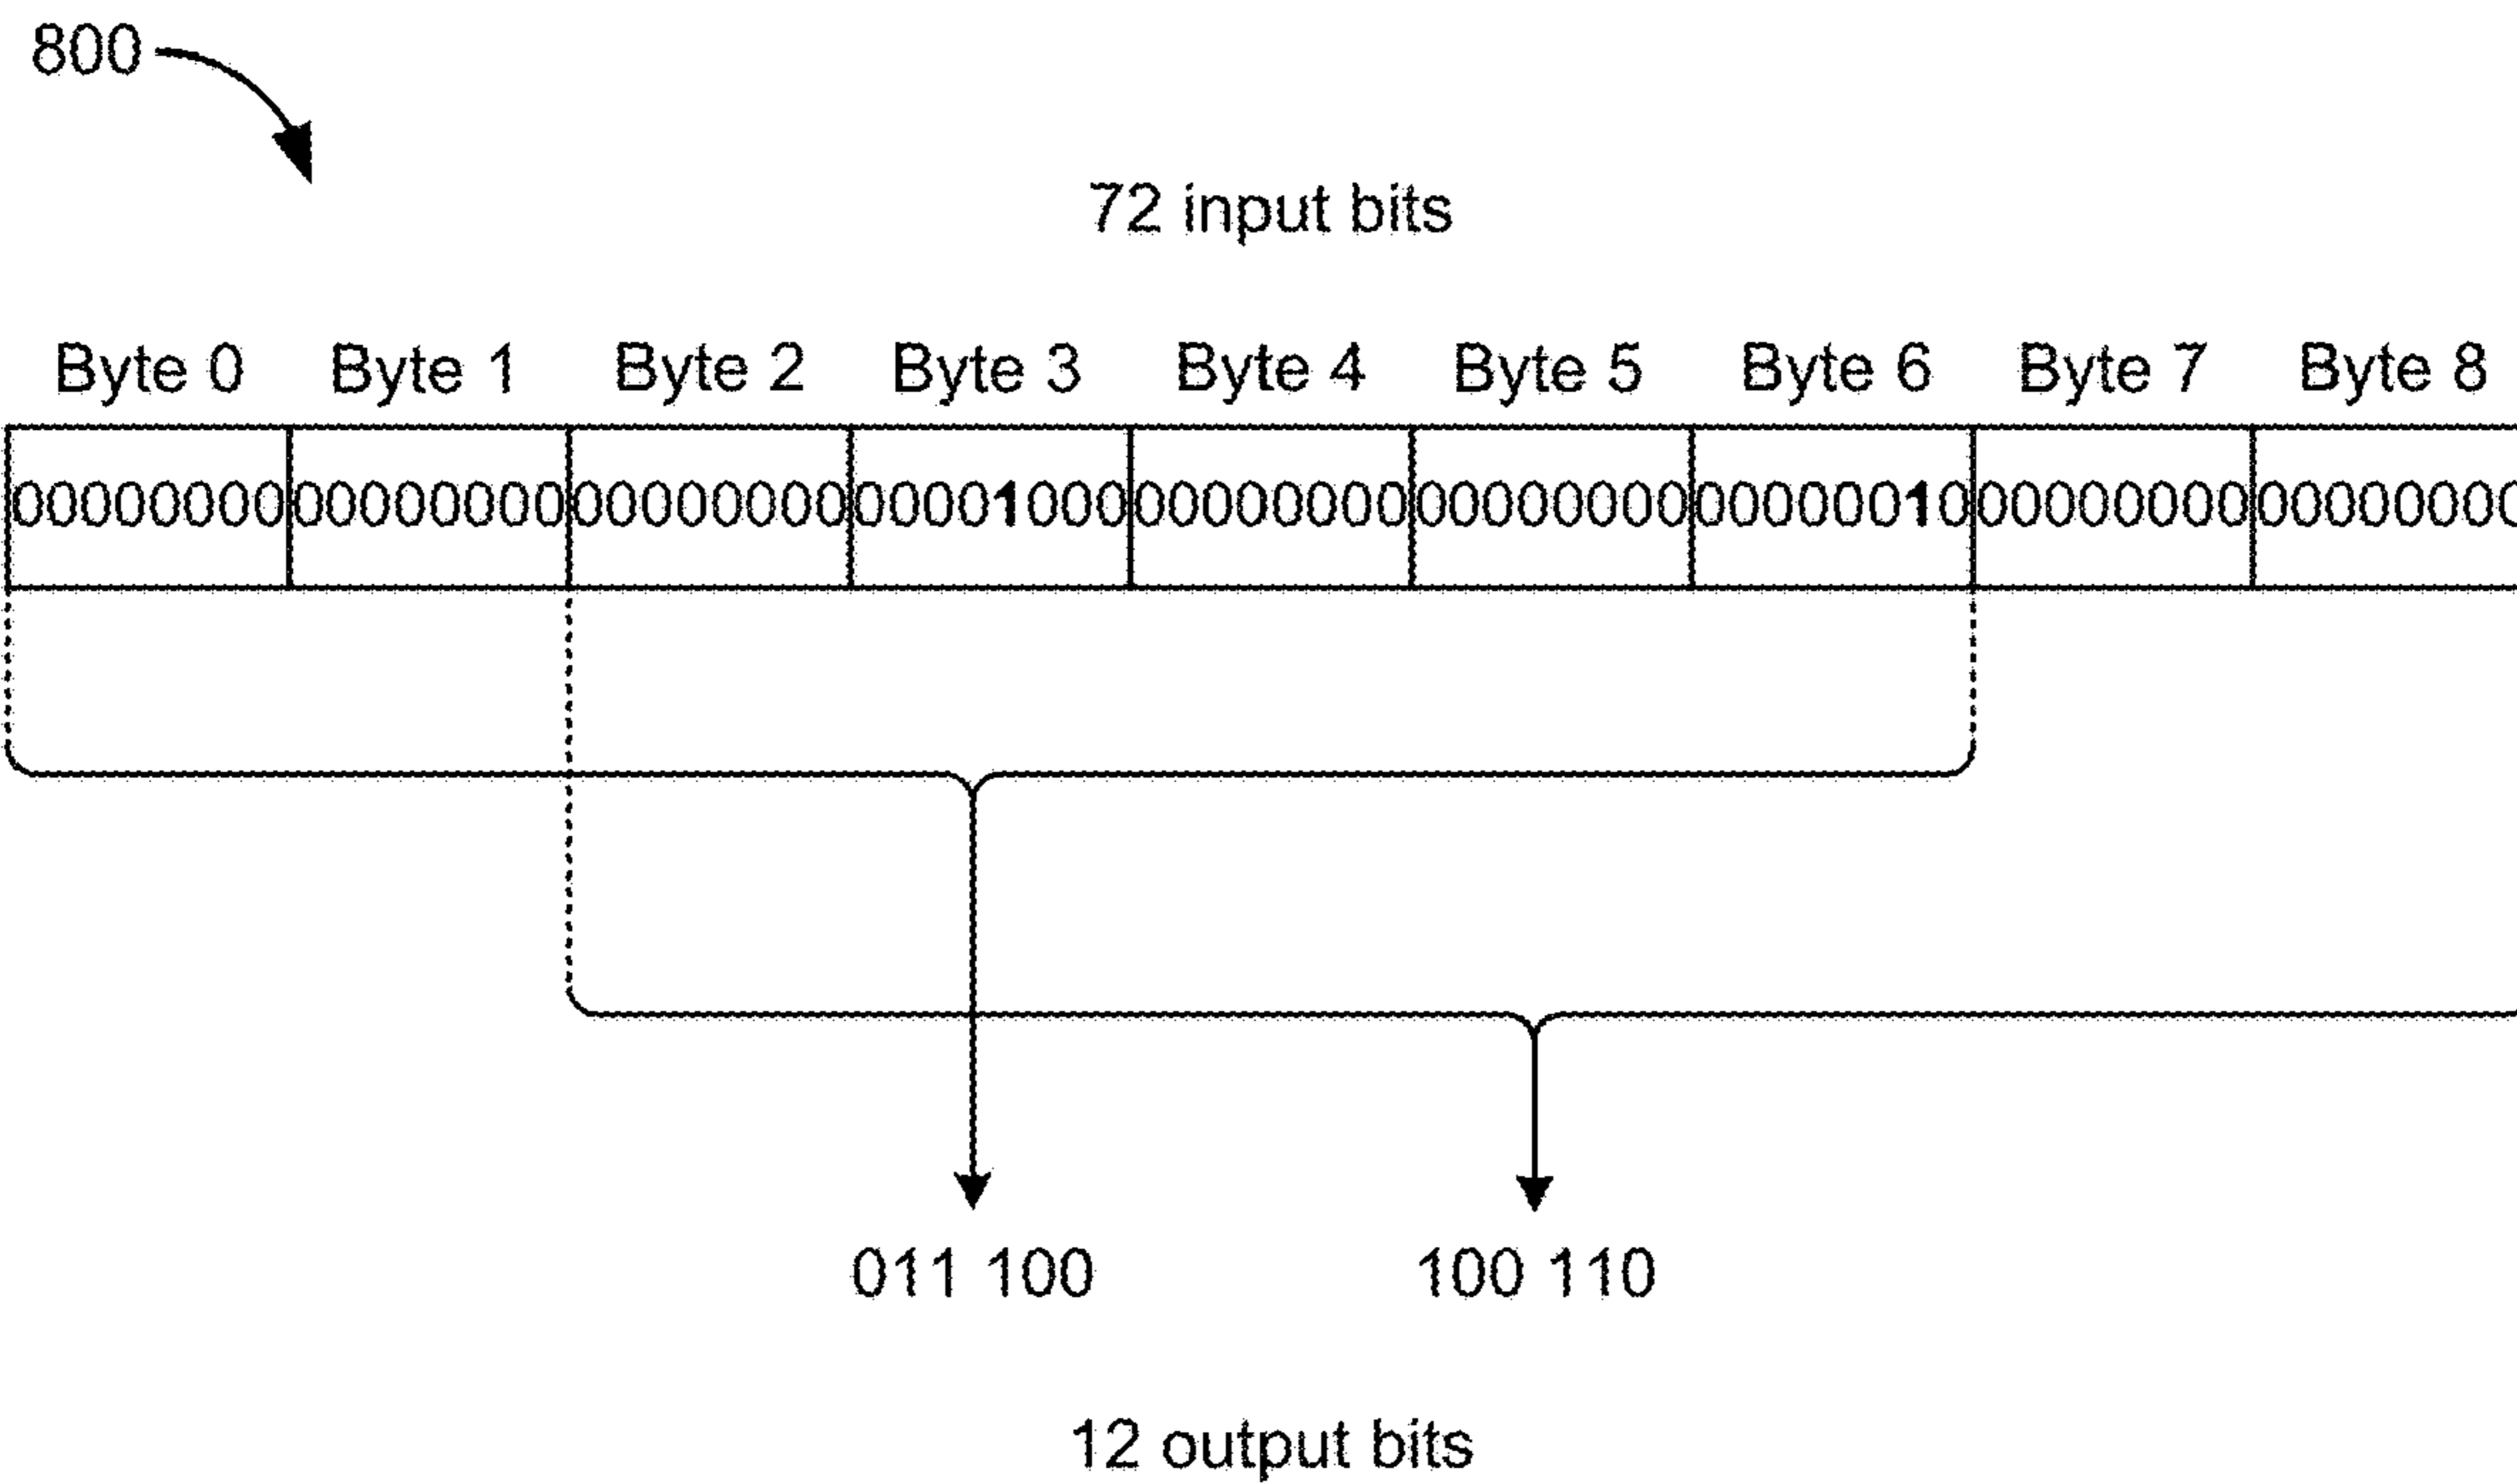 800
72 input bits
Byte 0 Byte 1 Byte 2 Byte 3 Byte 4 Byte 5 Byte 6 Byte 7 Byte 8
00000000 00000000 00000000 00001000 00000000 00000000 00000010 00000000 00000000
011 100 100 110
12 output bits